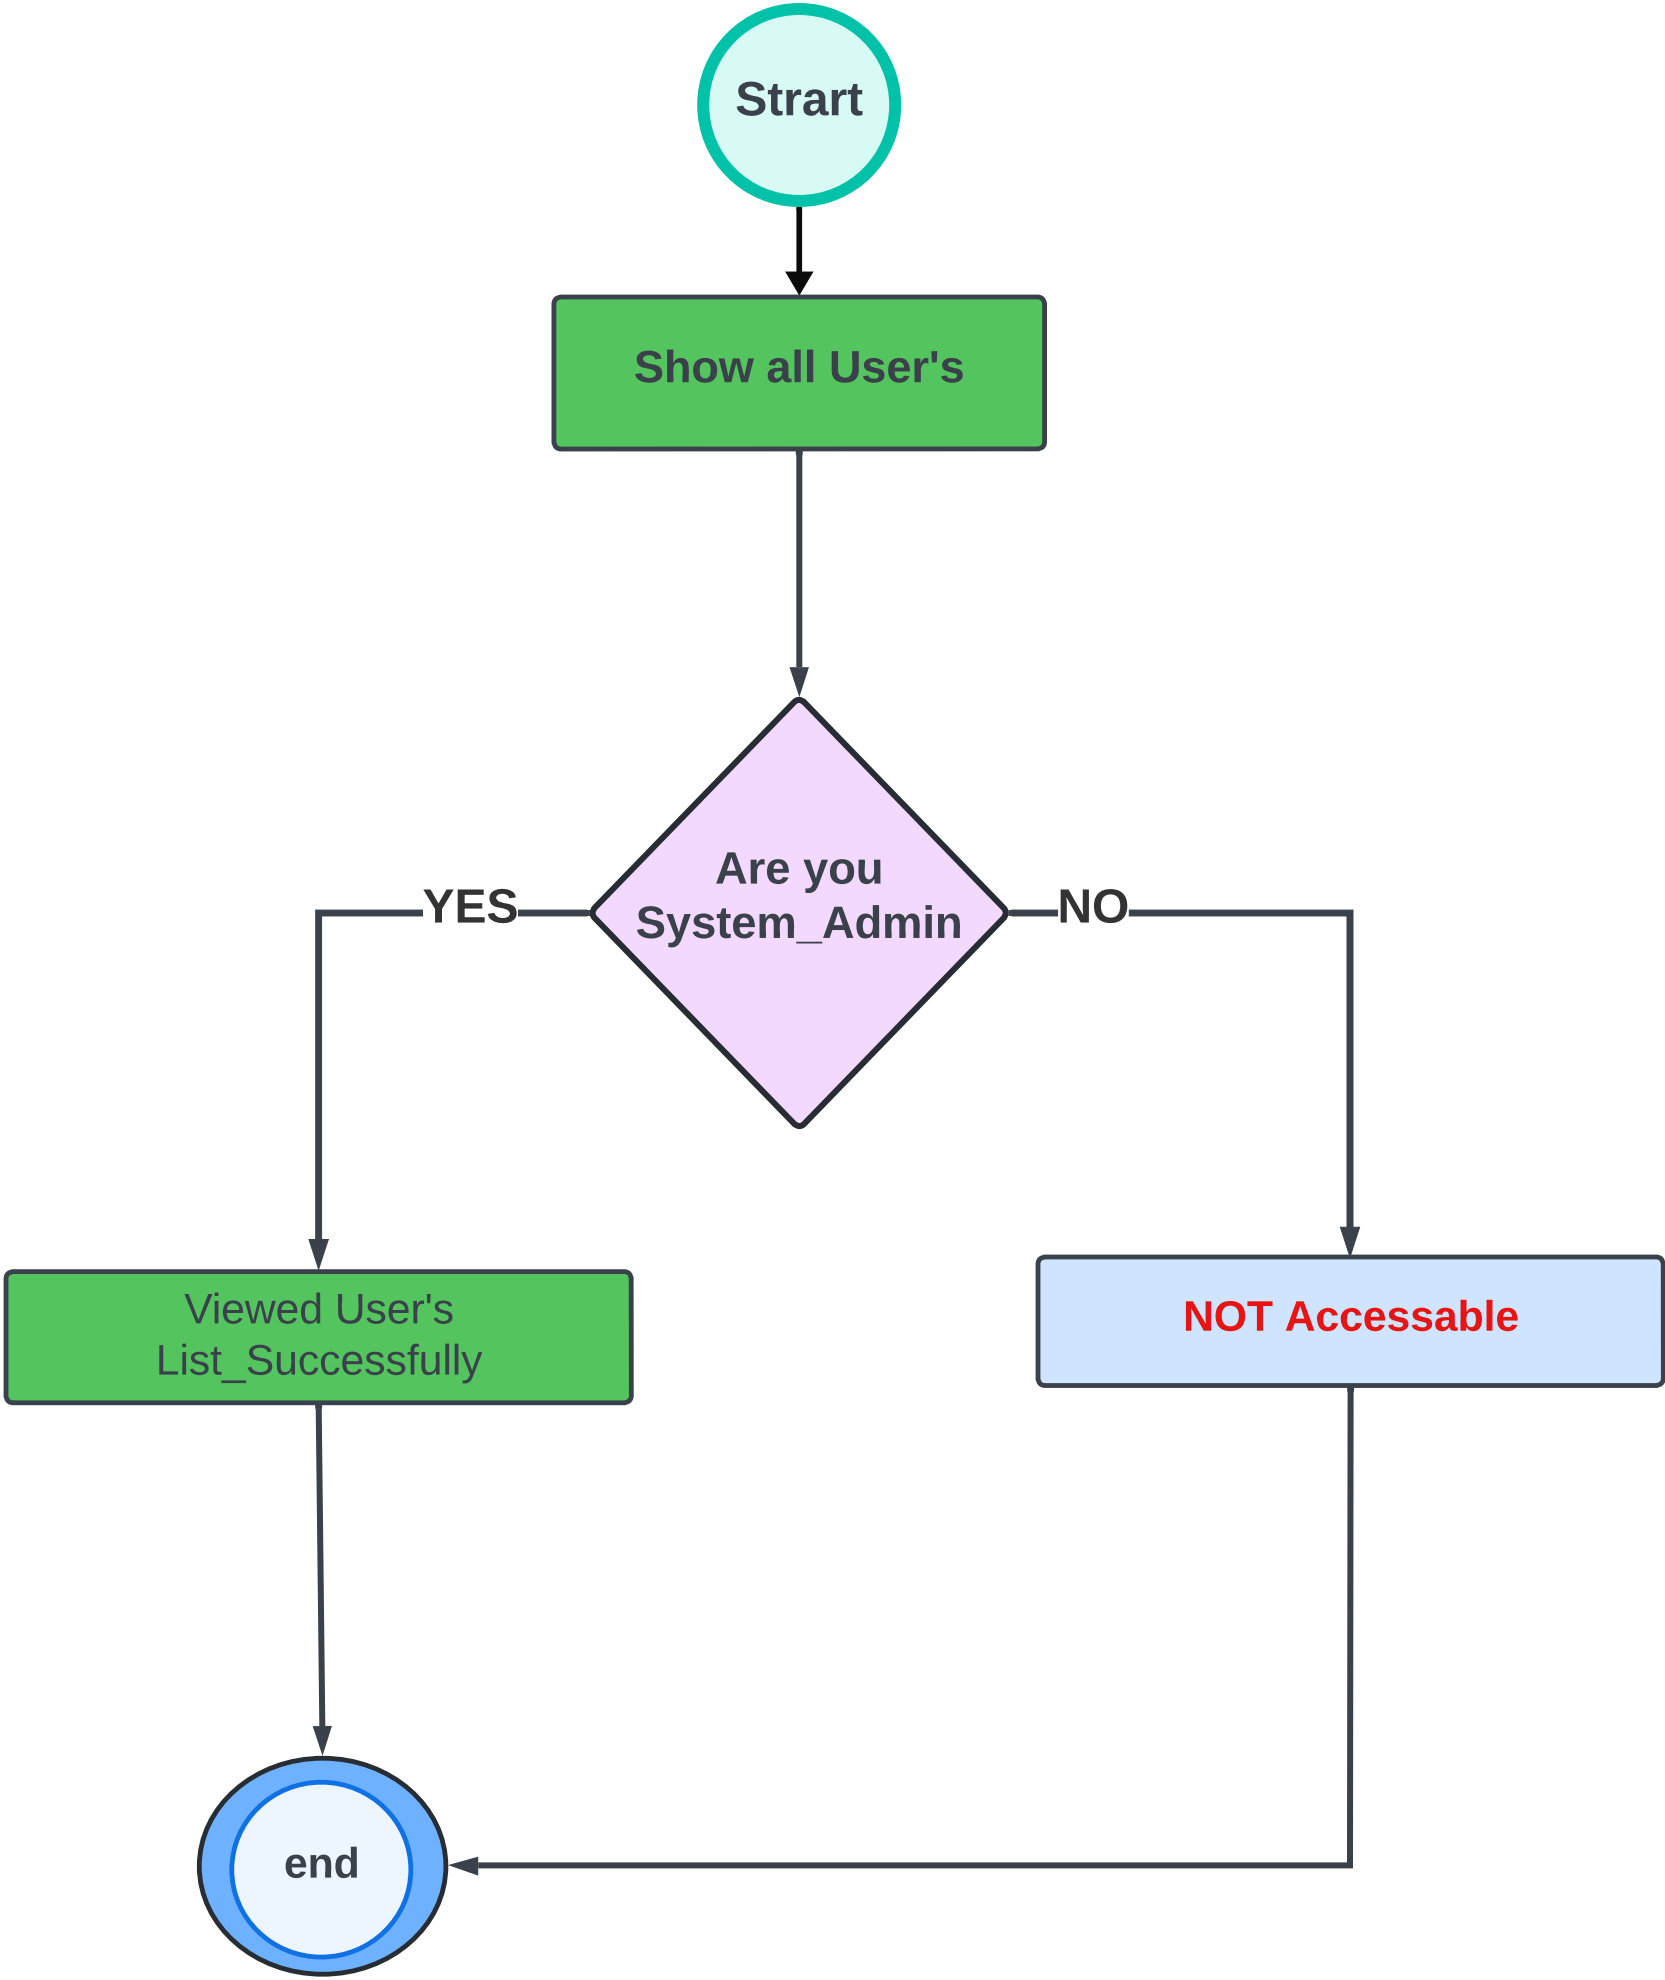 Strart
Show all User's
Are you
System_Admin
YES
NO
Viewed User's
List_Successfully
NOT Accessable
end